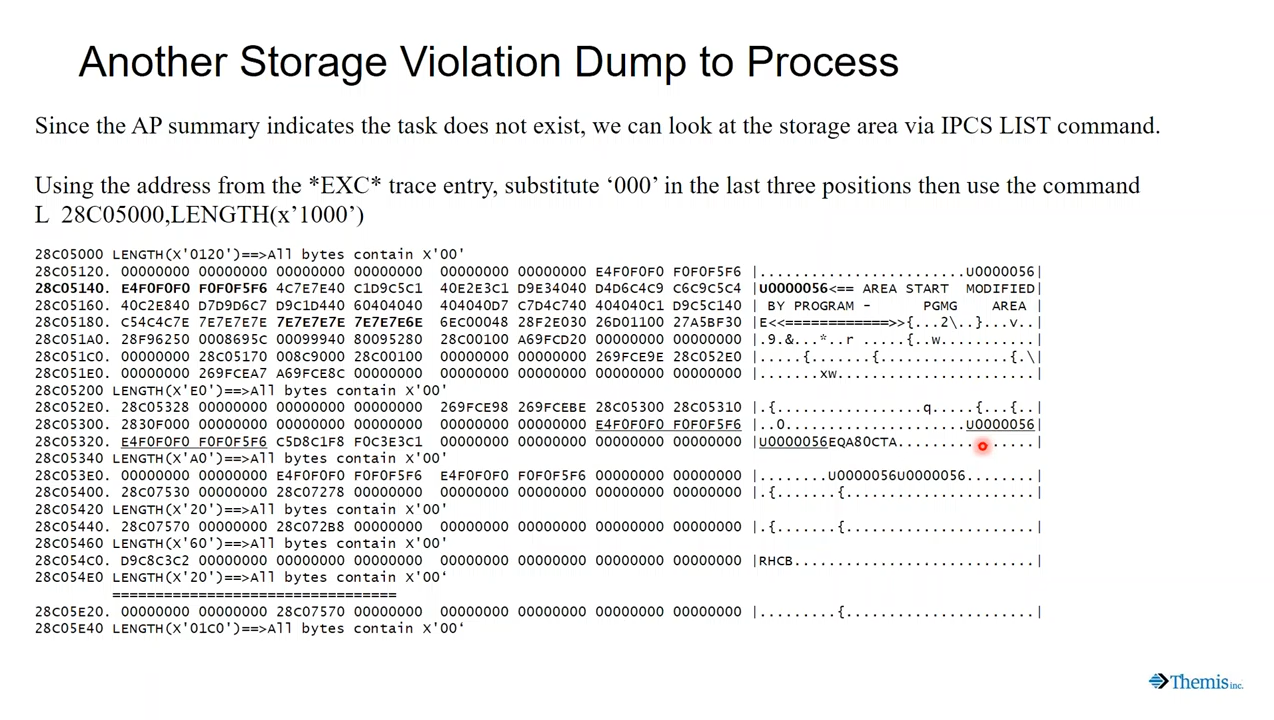 Another Storage Violation Dump to Process
Since the AP summary indicates the task does not exist, we can look at the storage area via IPCS LIST command.
Using the address from the *EXC* trace entry, substitute ‘000’ in the last three positions then use the command
L  28C05000,LENGTH(x’1000’)
28C05000 LENGTH(X'0120')==>All bytes contain X'00'
28C05120. 00000000 00000000 00000000 00000000  00000000 00000000 E4F0F0F0 F0F0F5F6 |........................U0000056|
28C05140. E4F0F0F0 F0F0F5F6 4C7E7E40 C1D9C5C1  40E2E3C1 D9E34040 D4D6C4C9 C6C9C5C4 |U0000056<== AREA START  MODIFIED|
28C05160. 40C2E840 D7D9D6C7 D9C1D440 60404040  404040D7 C7D4C740 404040C1 D9C5C140 | BY PROGRAM -    PGMG    AREA |
28C05180. C54C4C7E 7E7E7E7E 7E7E7E7E 7E7E7E6E  6EC00048 28F2E030 26D01100 27A5BF30 |E<<============>>{...2\..}...v..|
28C051A0. 28F96250 0008695C 00099940 80095280  28C00100 A69FCD20 00000000 00000000 |.9.&...*..r .....{..w...........|
28C051C0. 00000000 28C05170 008C9000 28C00100  00000000 00000000 269FCE9E 28C052E0 |.....{.......{...............{.\|
28C051E0. 00000000 269FCEA7 A69FCE8C 00000000  00000000 00000000 00000000 00000000 |.......xw.......................|
28C05200 LENGTH(X'E0')==>All bytes contain X'00'
28C052E0. 28C05328 00000000 00000000 00000000  269FCE98 269FCEBE 28C05300 28C05310 |.{.................q.....{...{..|
28C05300. 2830F000 00000000 00000000 00000000  00000000 00000000 E4F0F0F0 F0F0F5F6 |..0.....................U0000056|
28C05320. E4F0F0F0 F0F0F5F6 C5D8C1F8 F0C3E3C1  00000000 00000000 00000000 00000000 |U0000056EQA80CTA................|
28C05340 LENGTH(X'A0')==>All bytes contain X'00'
28C053E0. 00000000 00000000 E4F0F0F0 F0F0F5F6  E4F0F0F0 F0F0F5F6 00000000 00000000 |........U0000056U0000056........|
28C05400. 28C07530 00000000 28C07278 00000000  00000000 00000000 00000000 00000000 |.{.......{......................|
28C05420 LENGTH(X'20')==>All bytes contain X'00'
28C05440. 28C07570 00000000 28C072B8 00000000  00000000 00000000 00000000 00000000 |.{.......{......................|
28C05460 LENGTH(X'60')==>All bytes contain X'00'
28C054C0. D9C8C3C2 00000000 00000000 00000000  00000000 00000000 00000000 00000000 |RHCB............................|
28C054E0 LENGTH(X'20')==>All bytes contain X'00‘
=================================
28C05E20. 00000000 00000000 28C07570 00000000  00000000 00000000 00000000 00000000 |.........{......................|
28C05E40 LENGTH(X'01C0')==>All bytes contain X'00‘
Themis inc.